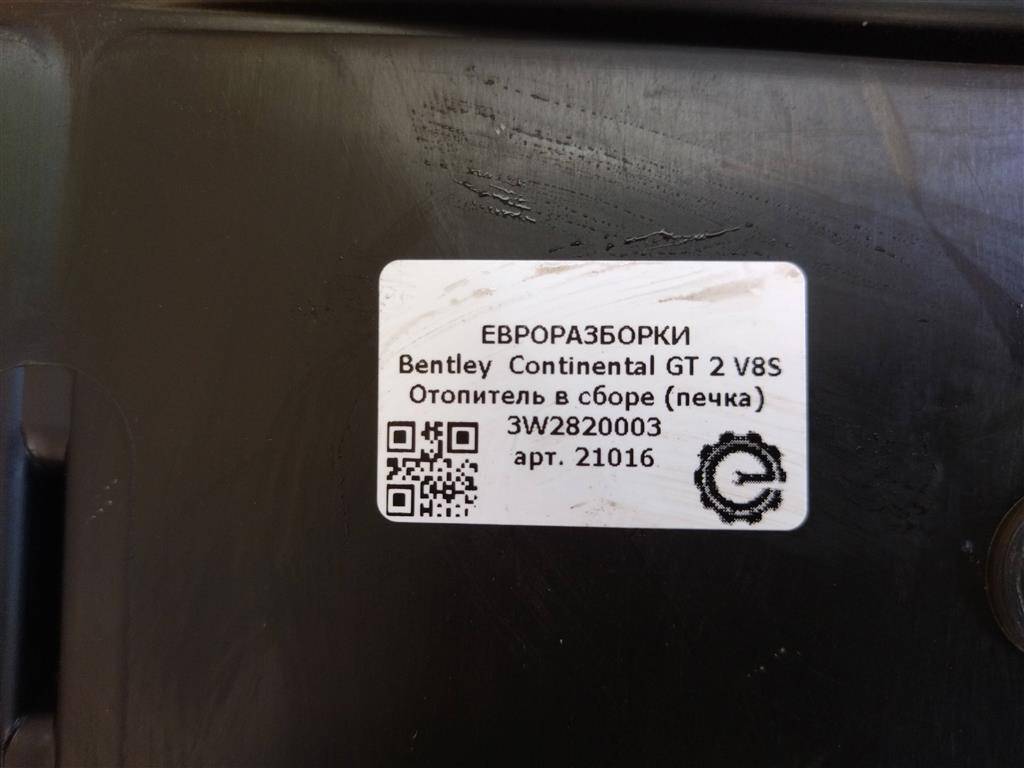 ЕВРОРАЗБОРКИ
Bentley Continental GT 2 V8S
Отопитель в сборе (печка)
3W2820003
арт. 21016